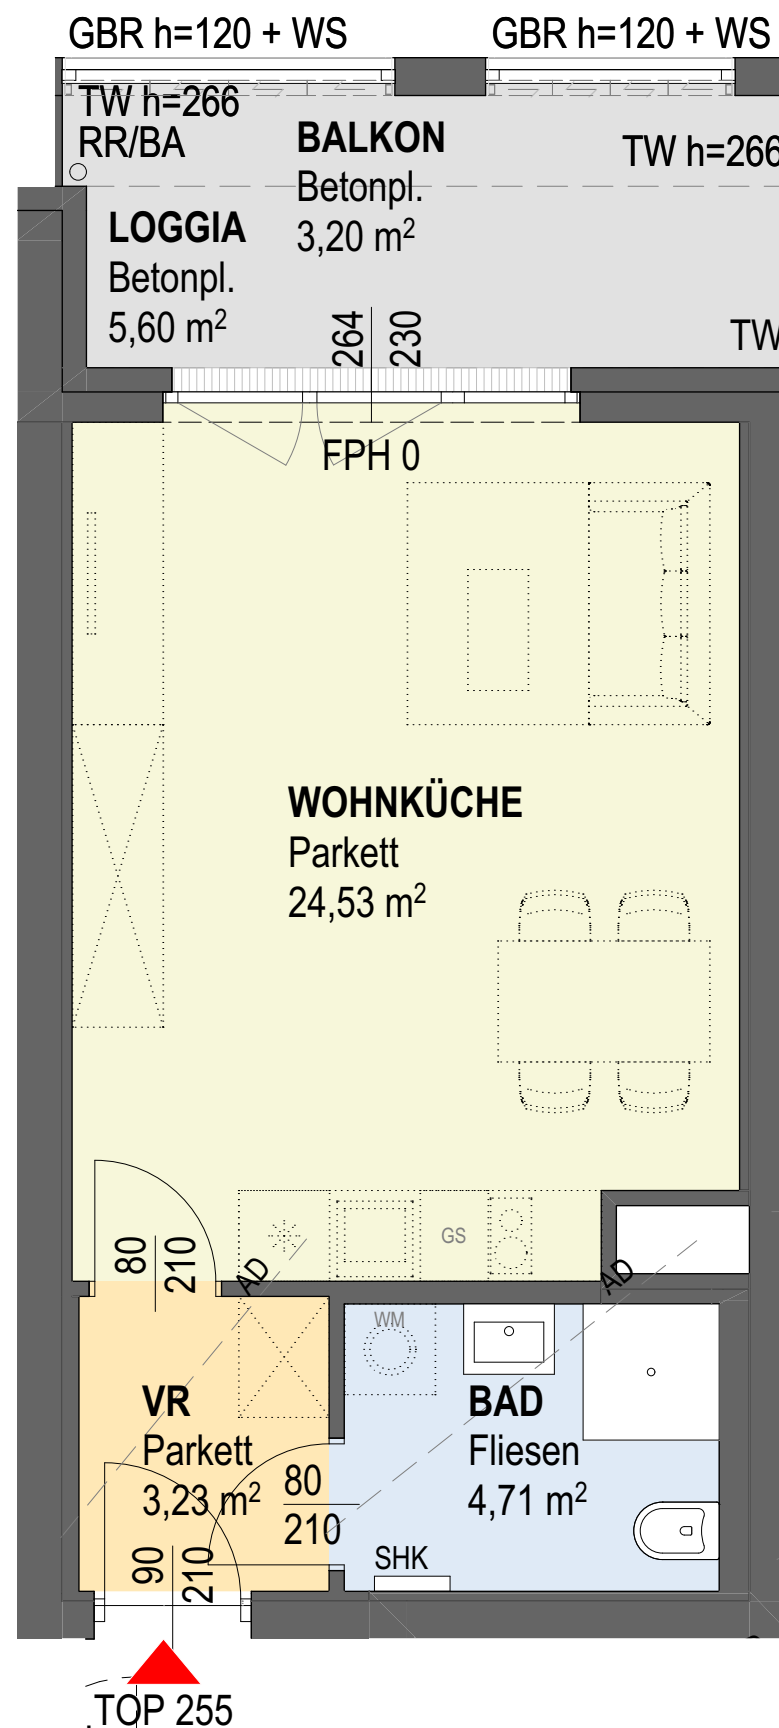 GBR h=120 + WS
GBR h=120 + WS
TW h=266
RR/BA
BALKON
Betonpl.
3,20 m²
TW h=266
LOGGIA
Betonpl.
5,60 m²
264
230
TW
FPH 0
WOHNKÜCHE
Parkett
24,53 m²
GS
80
210
AD
AD
WM
VR
Parkett
3,23 m²
BAD
Fliesen
4,71 m²
80
210
SHK
90
210
TOP 255